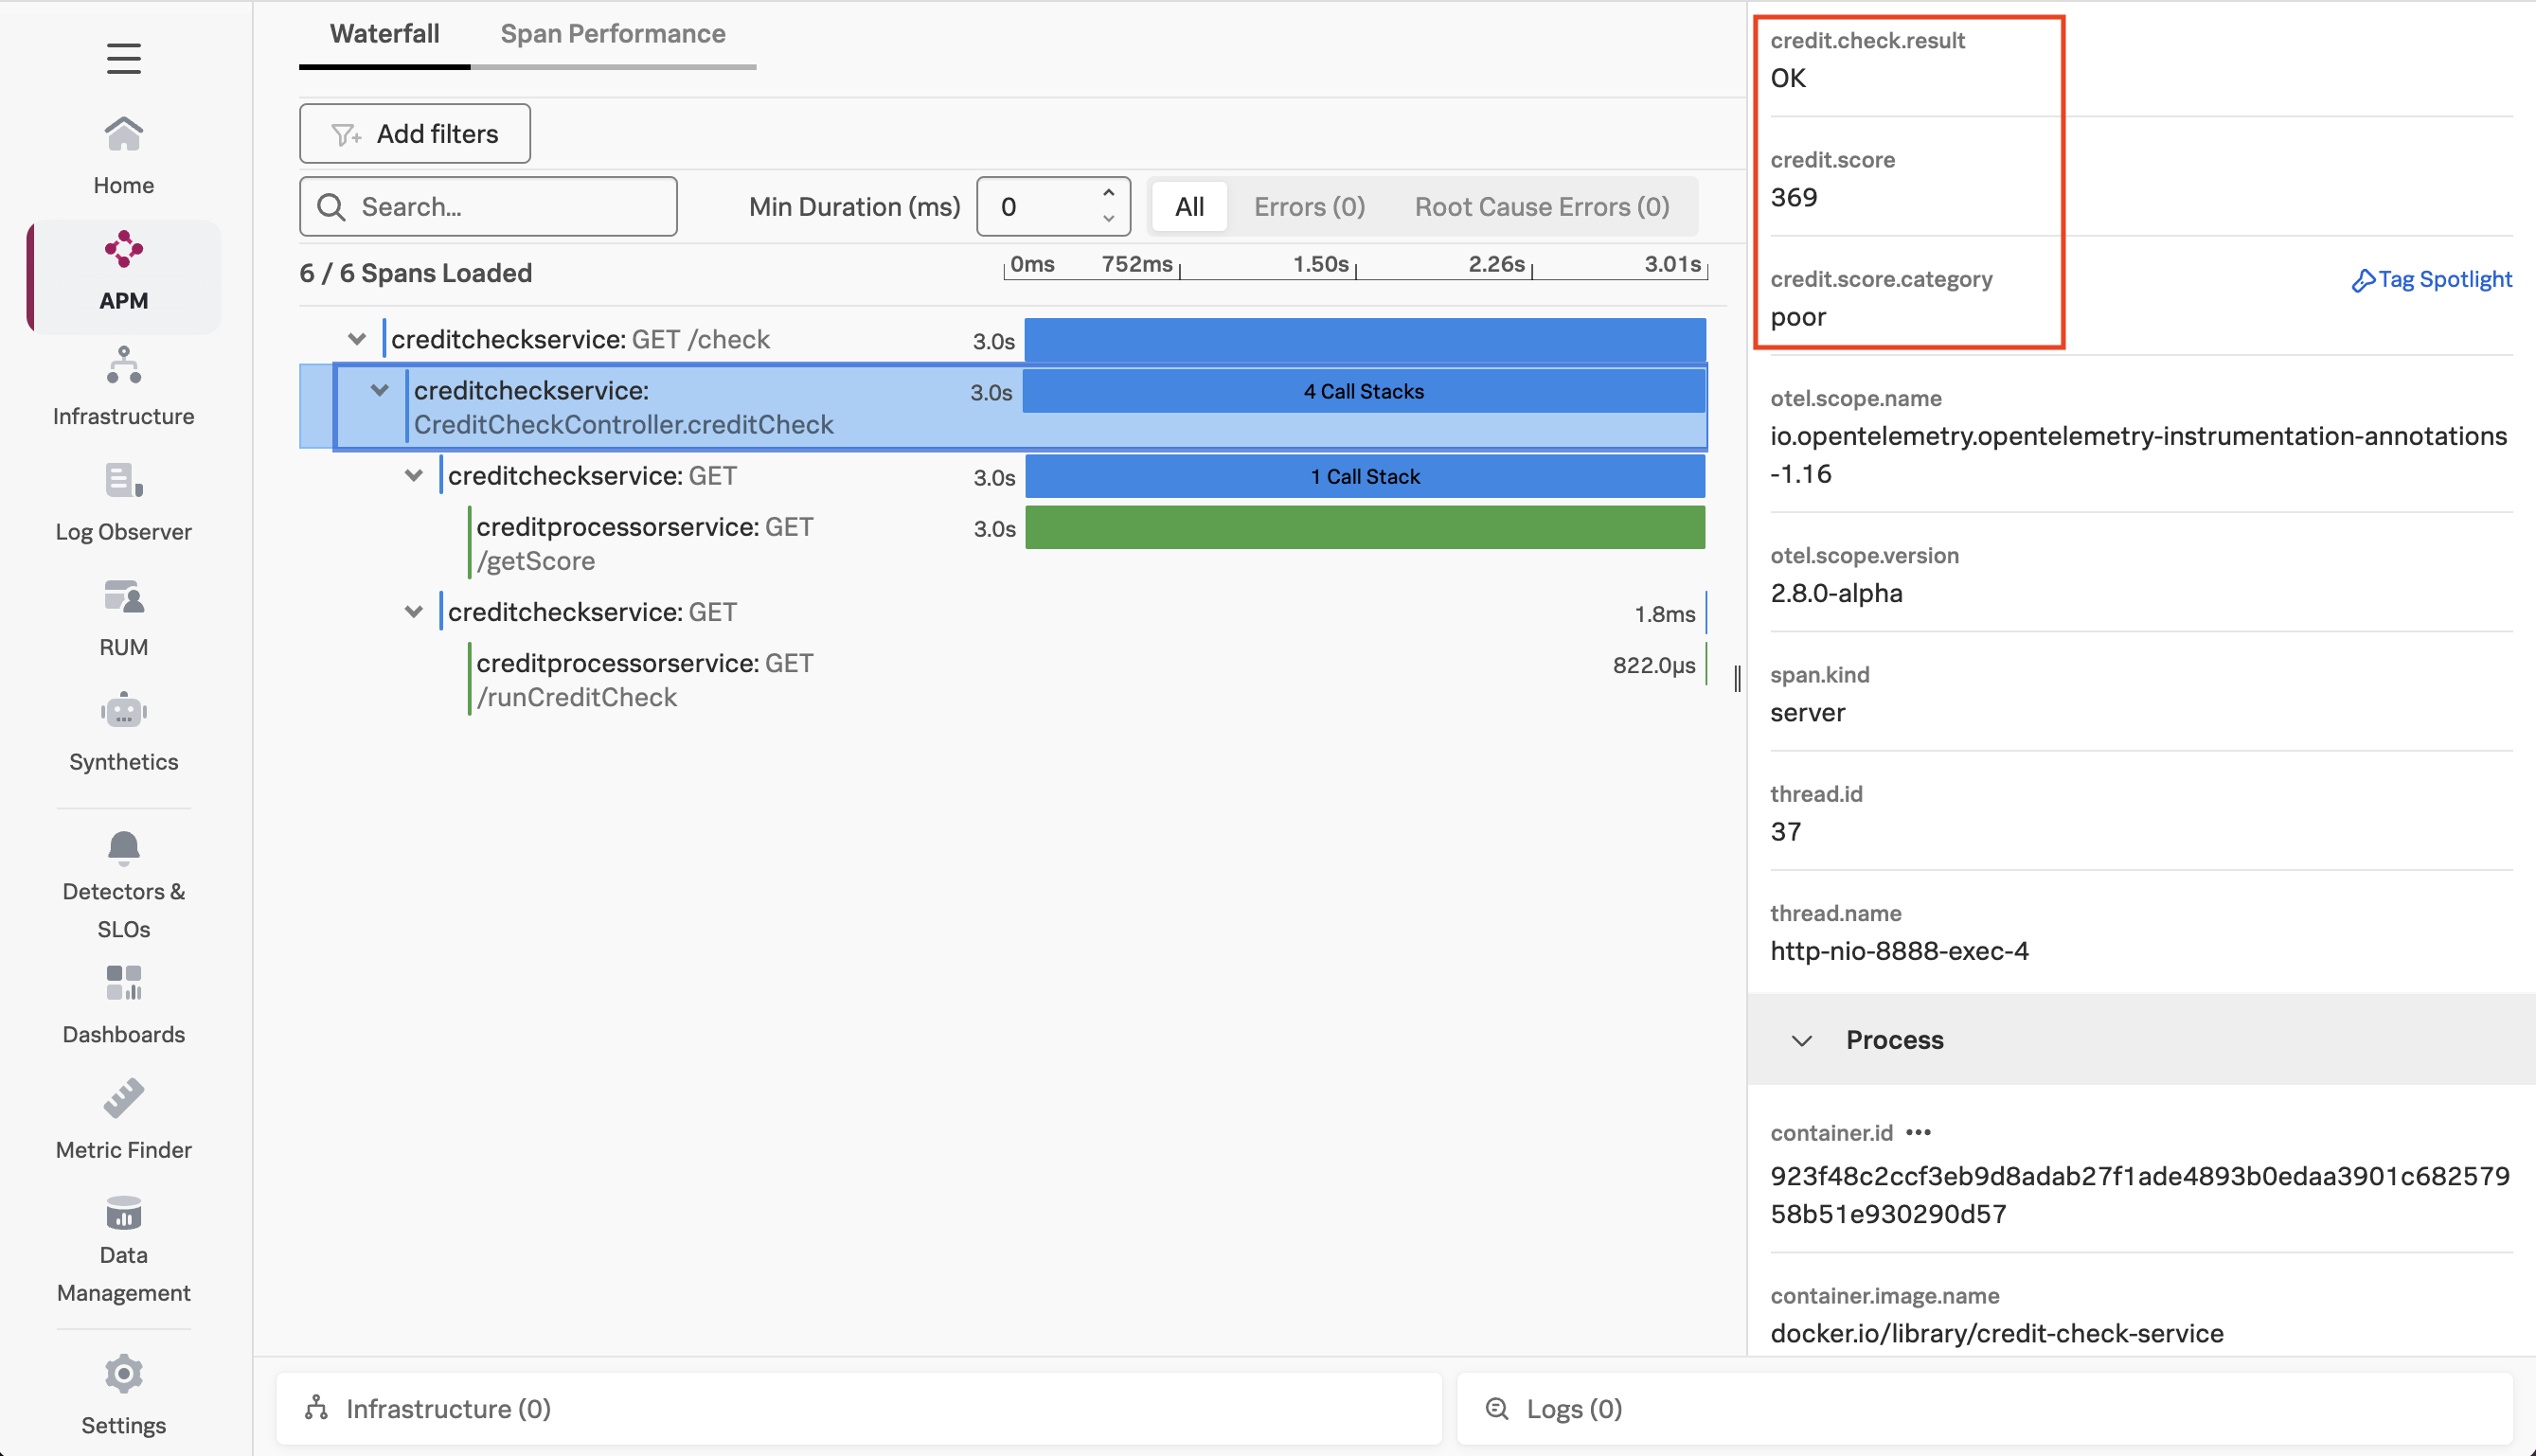 Home
APM
Infrastructure
Log Observer
RUM
Synthetics
Detectors &
SLOs
Dashboards
Metric Finder
Data
Management
Settings
Waterfall
Span Performance
Add filters
Search...
Min Duration (ms)
0
All
Errors (0)
Root Cause Errors (0)
6 / 6 Spans Loaded
0ms
752ms
1.50s
2.26s
3.01s
creditcheckservice: GET /check
3.0s
creditcheckservice:
CreditCheckController.creditCheck
3.0s
4 Call Stacks
creditcheckservice: GET
3.0s
1 Call Stack
creditprocessorservice: GET
/getScore
3.0s
creditcheckservice: GET
1.8ms
creditprocessorservice: GET
/runCreditCheck
822.0µs
credit.check.result
OK
credit.score
369
credit.score.category
Tag Spotlight
poor
otel.scope.name
io.opentelemetry.opentelemetry-instrumentation-annotations
-1.16
otel.scope.version
2.8.0-alpha
span.kind
server
thread.id
37
thread.name
http-nio-8888-exec-4
Process
container.id
923f48c2ccf3eb9d8adab27f1ade4893b0edaa3901c682579
58b51e930290d57
container.image.name
docker.io/library/credit-check-service
Infrastructure (0)
Logs (0)